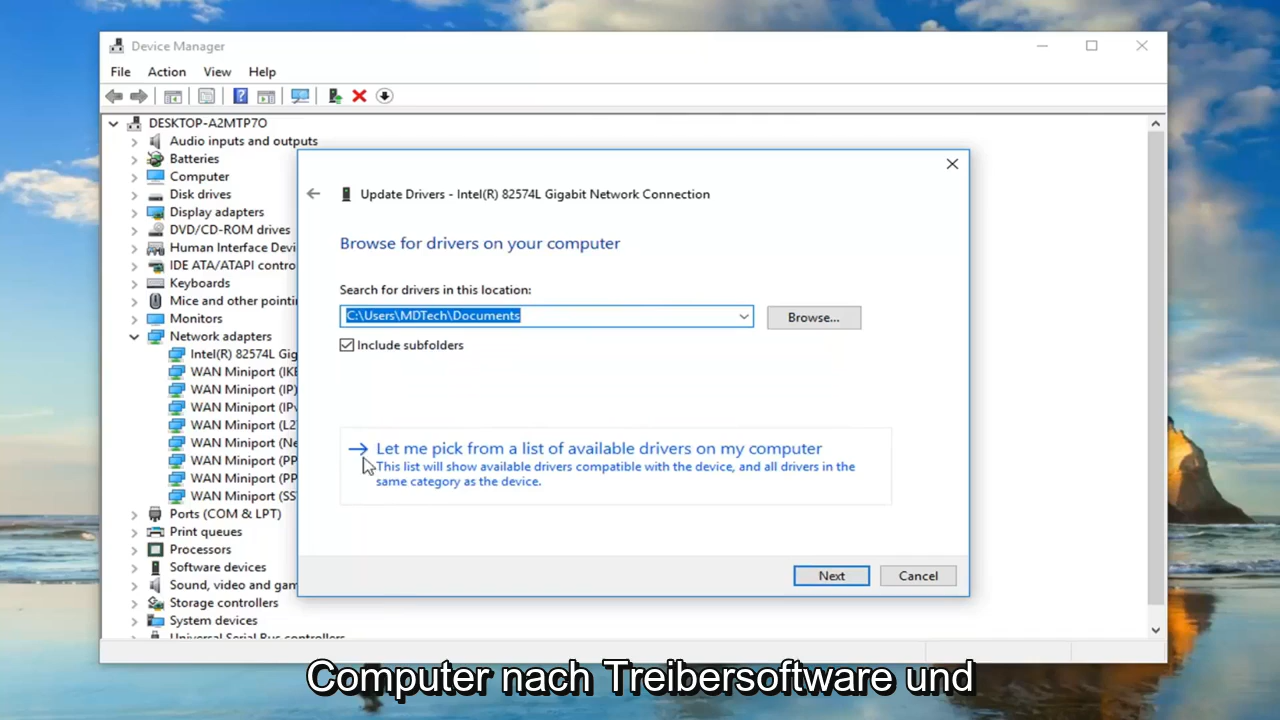 Device Manager
File Action View Help
DESKTOP-A2MTP7O
Audio inputs and outputs
Batteries
Computer
Disk drives
Display adapters
DVD/CD-ROM drives
Human Interface Devi
IDE ATA/ATAPI contro
Keyboards
Mice and other pointi
Monitors
Network adapters
Intel(R) 82574L Gig
WAN Miniport (IKE
WAN Miniport (IP)
WAN Miniport (IPv
WAN Miniport (L2
WAN Miniport (Ne
WAN Miniport (PP
WAN Miniport (PP
WAN Miniport (SS
Ports (COM & LPT)
Print queues
Processors
Software devices
Sound, video and gam
Storage controllers
System devices
Universal Serial Bus controllers
Update Drivers - Intel(R) 82574L Gigabit Network Connection
Browse for drivers on your computer
Search for drivers in this location:
C:\Users\MDTech\Documents
Browse...
Include subfolders
Let me pick from a list of available drivers on my computer
This list will show available drivers compatible with the device, and all drivers in the
same category as the device.
Next Cancel
Computer nach Treibersoftware und